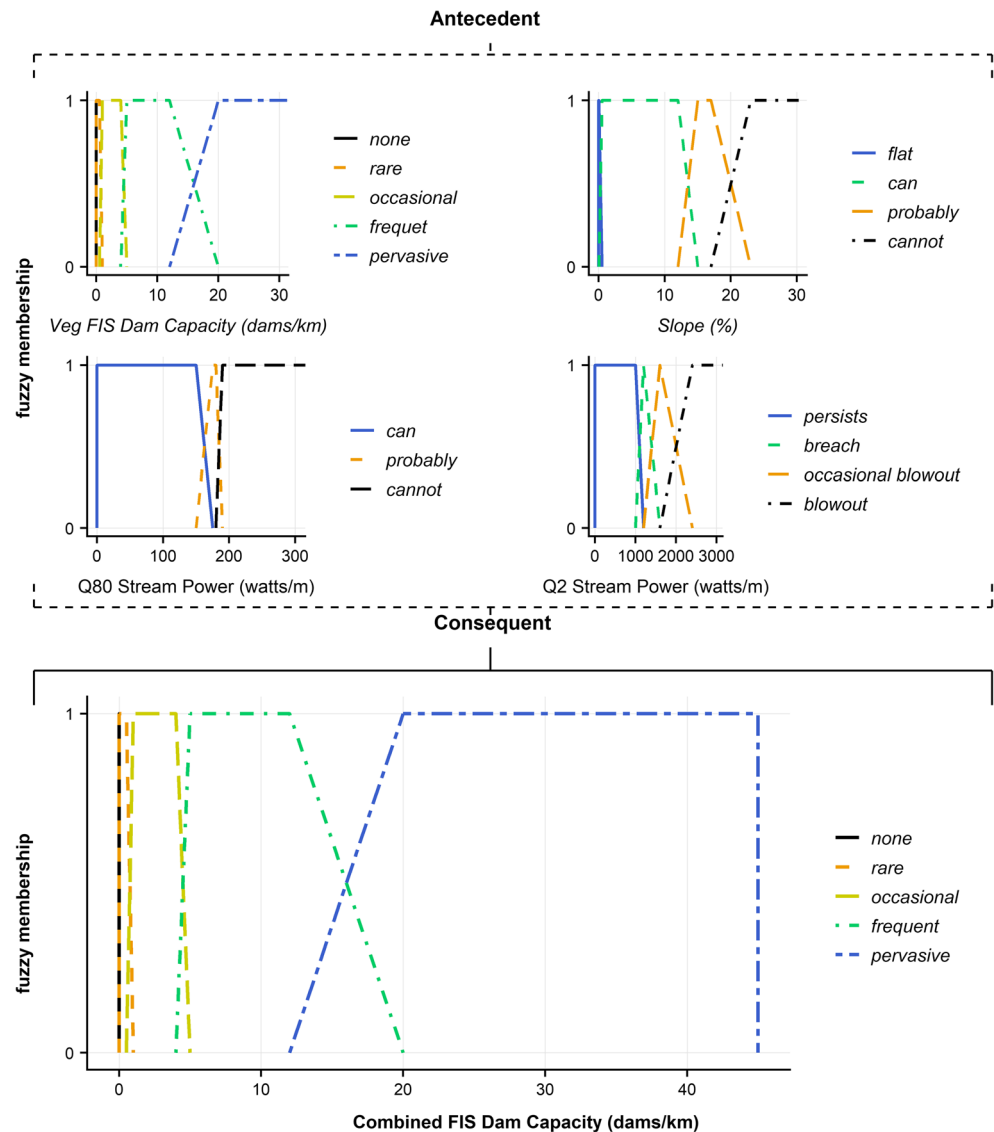 Antecedent
fuzzy membership
1
0
0
10
20
30
Veg FIS Dam Capacity (dams/km)
none
rare
occasional
frequet
pervasive
1
0
0
10
20
30
Slope (%)
flat
can
probably
cannot
1
0
0
100
200
300
Q80 Stream Power (watts/m)
can
probably
cannot
1
0
0
1000
2000
3000
Q2 Stream Power (watts/m)
persists
breach
occasional blowout
blowout
Consequent
fuzzy membership
1
0
0
10
20
30
40
Combined FIS Dam Capacity (dams/km)
none
rare
occasional
frequent
pervasive